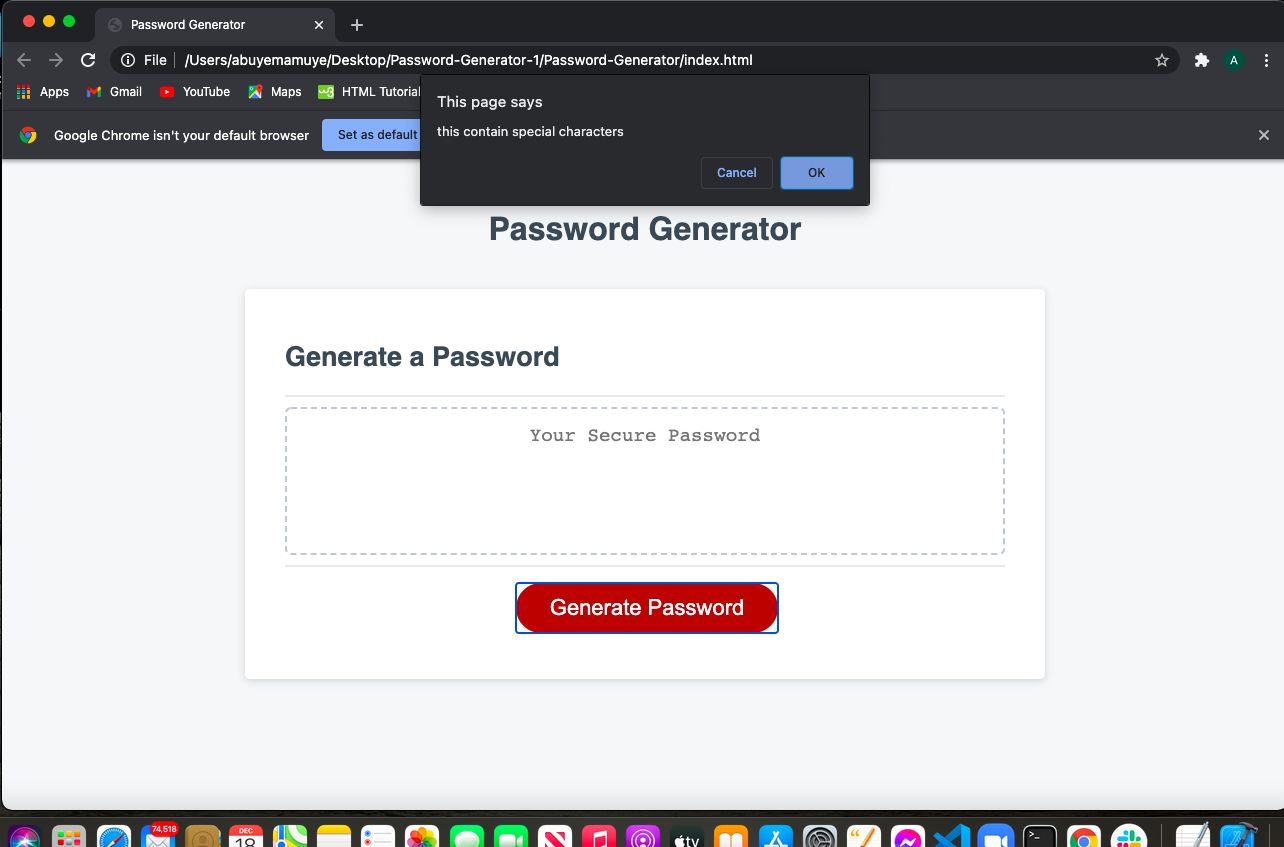 Password Generator
File
/Users/abuyemamuye/Desktop/Password-Generator-1/Password-Generator/index.html
A
Apps
Gmail
YouTube
Maps
HTML Tutorial
Google Chrome isn't your default browser
Set as default
This page says
this contain special characters
Cancel
OK
Password Generator
Generate a Password
Your Secure Password
Generate Password
74,518
DEC
18
tv